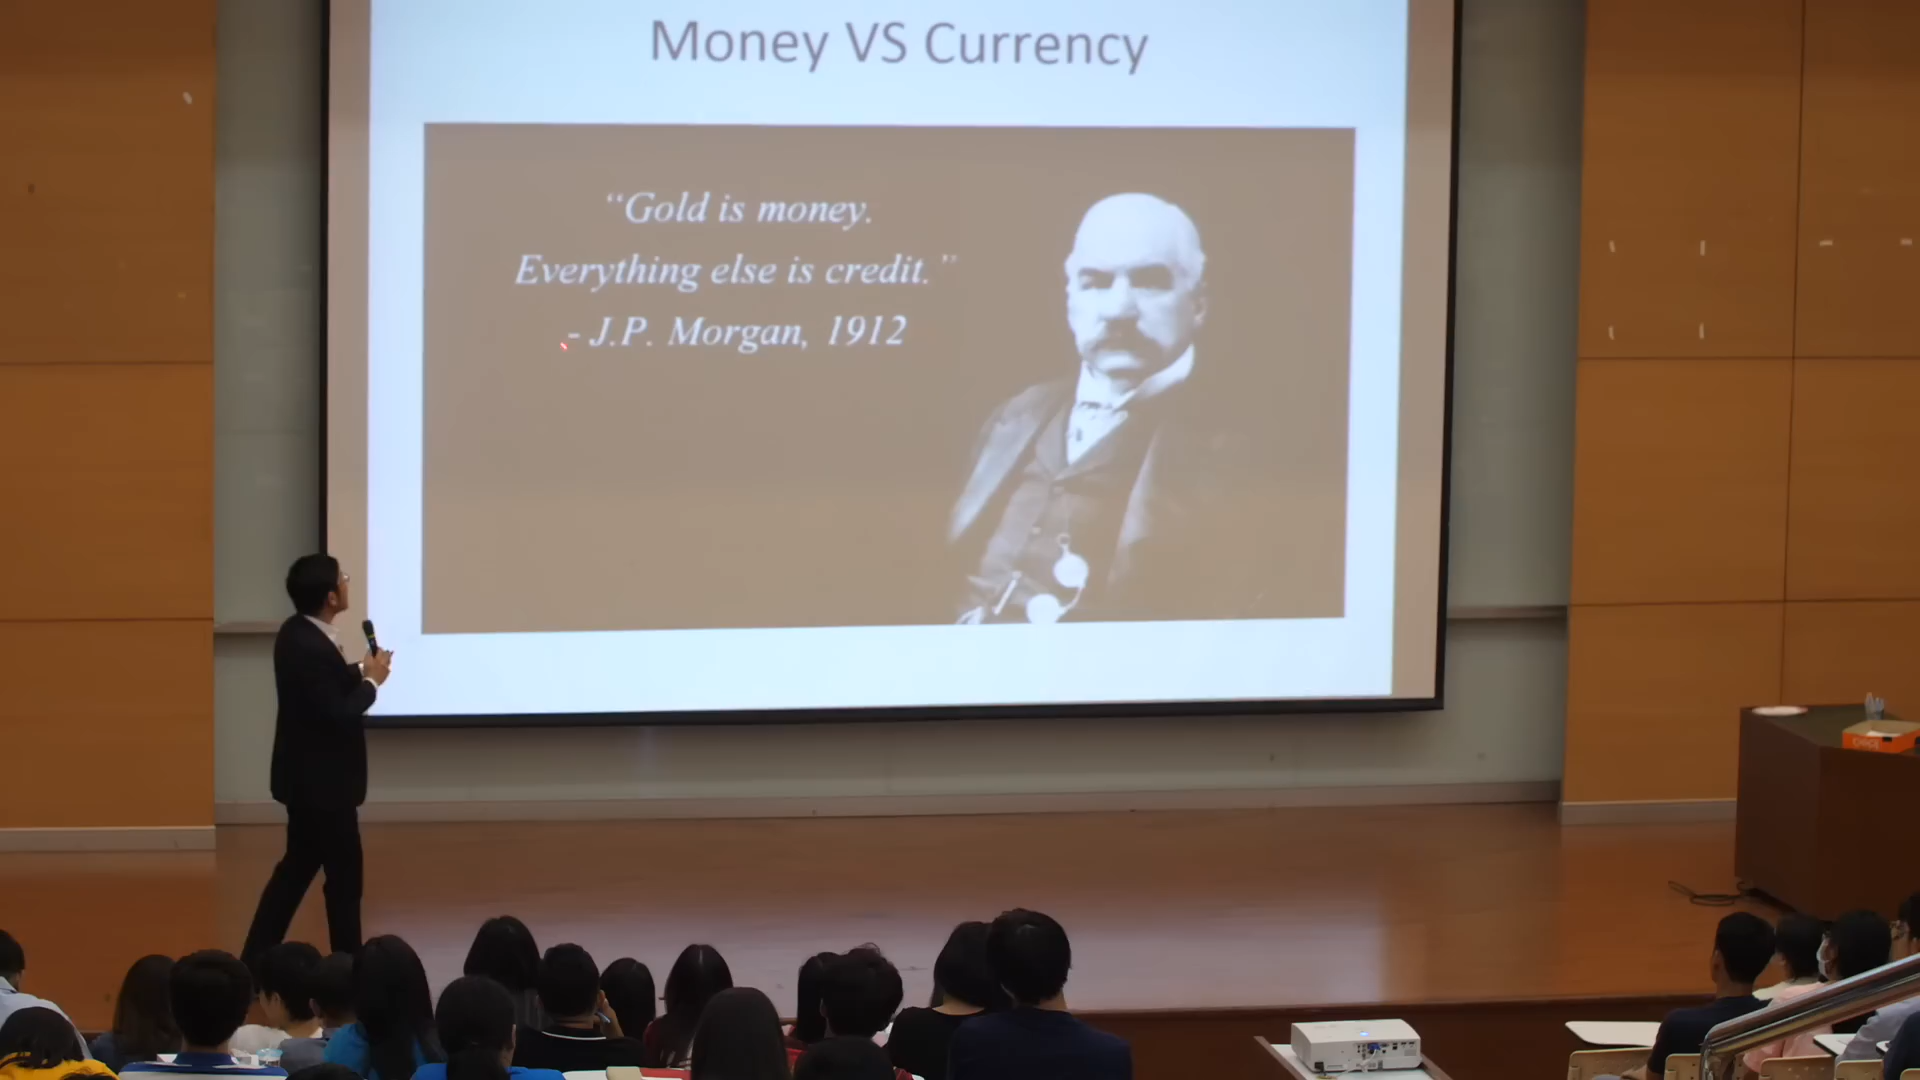 Money VS Currency
“Gold is money.
Everything else is credit.”
- J.P. Morgan, 1912